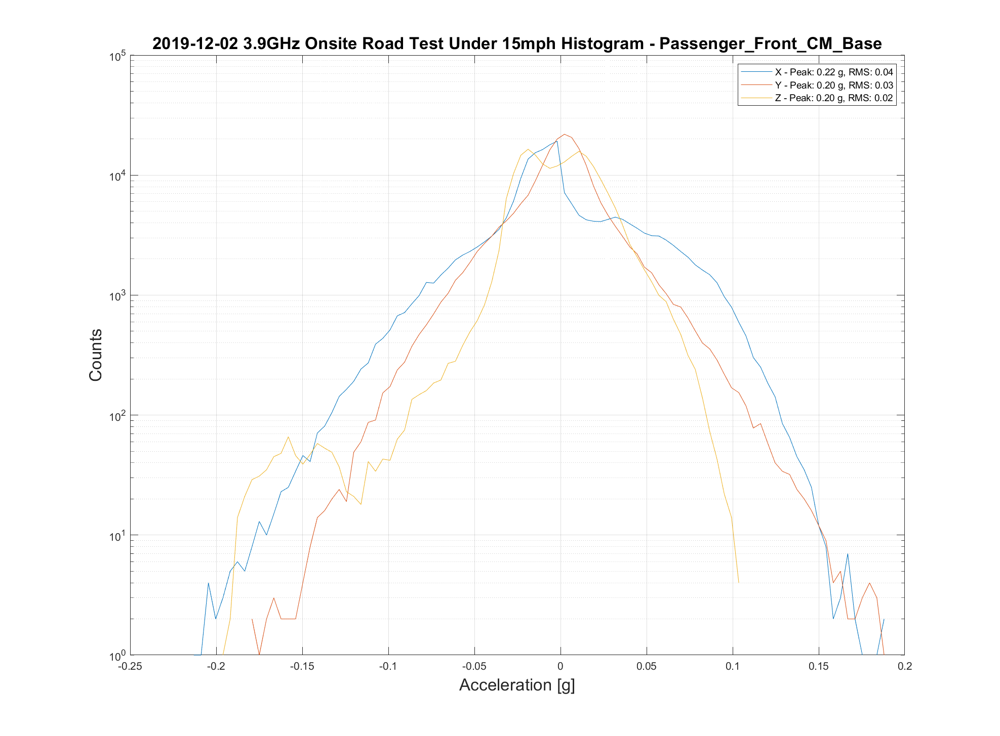 2019-12-02 3.9GHz Onsite Road Test Under 15mph Histogram - Passenger_Front_CM_Base
X - Peak: 0.22 g, RMS: 0.04
Y - Peak: 0.20 g, RMS: 0.03
Z - Peak: 0.20 g, RMS: 0.02
10^5
10^4
10^3
10^2
10^1
10^0
Counts
-0.25 -0.2 -0.15 -0.1 -0.05 0 0.05 0.1 0.15 0.2
Acceleration [g]